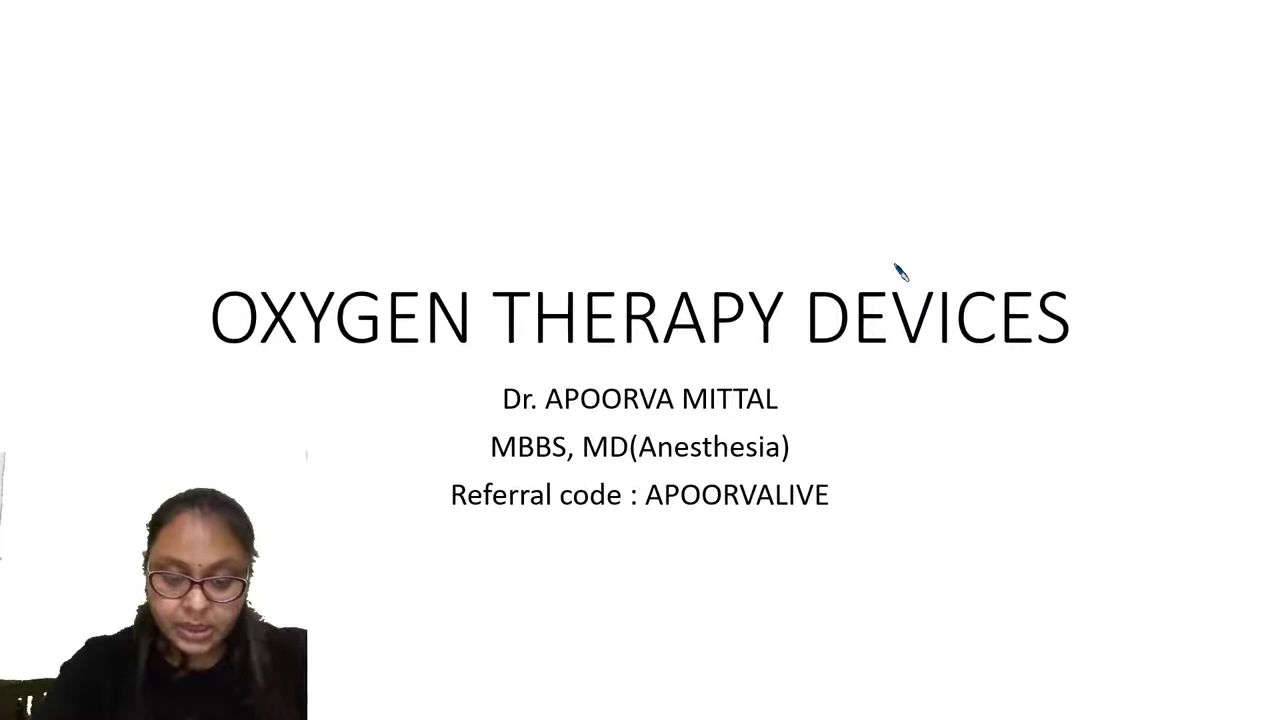 OXYGEN THERAPY DEVICES
Dr. APOORVA MITTAL
MBBS, MD(Anesthesia)
Referral code : APOORVALIVE